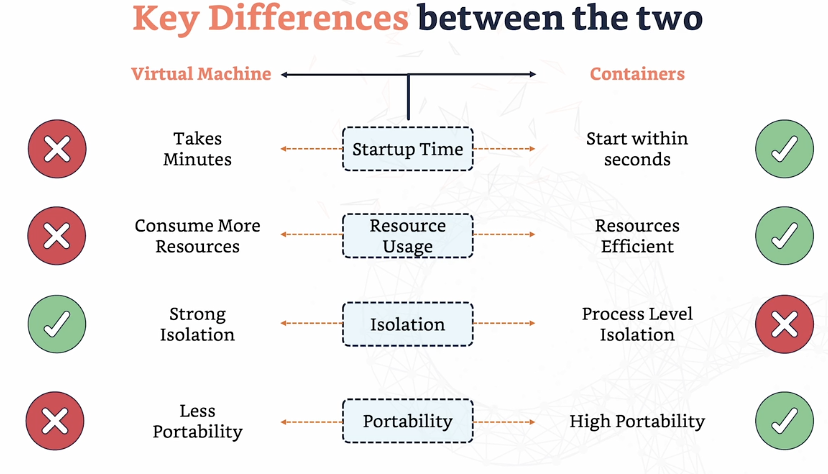 Key Differences between the two
Virtual Machine
Containers
Takes
Minutes
Startup Time
Start within
seconds
Consume More
Resources
Resource
Usage
Resources
Efficient
Strong
Isolation
Isolation
Process Level
Isolation
Less
Portability
Portability
High Portability